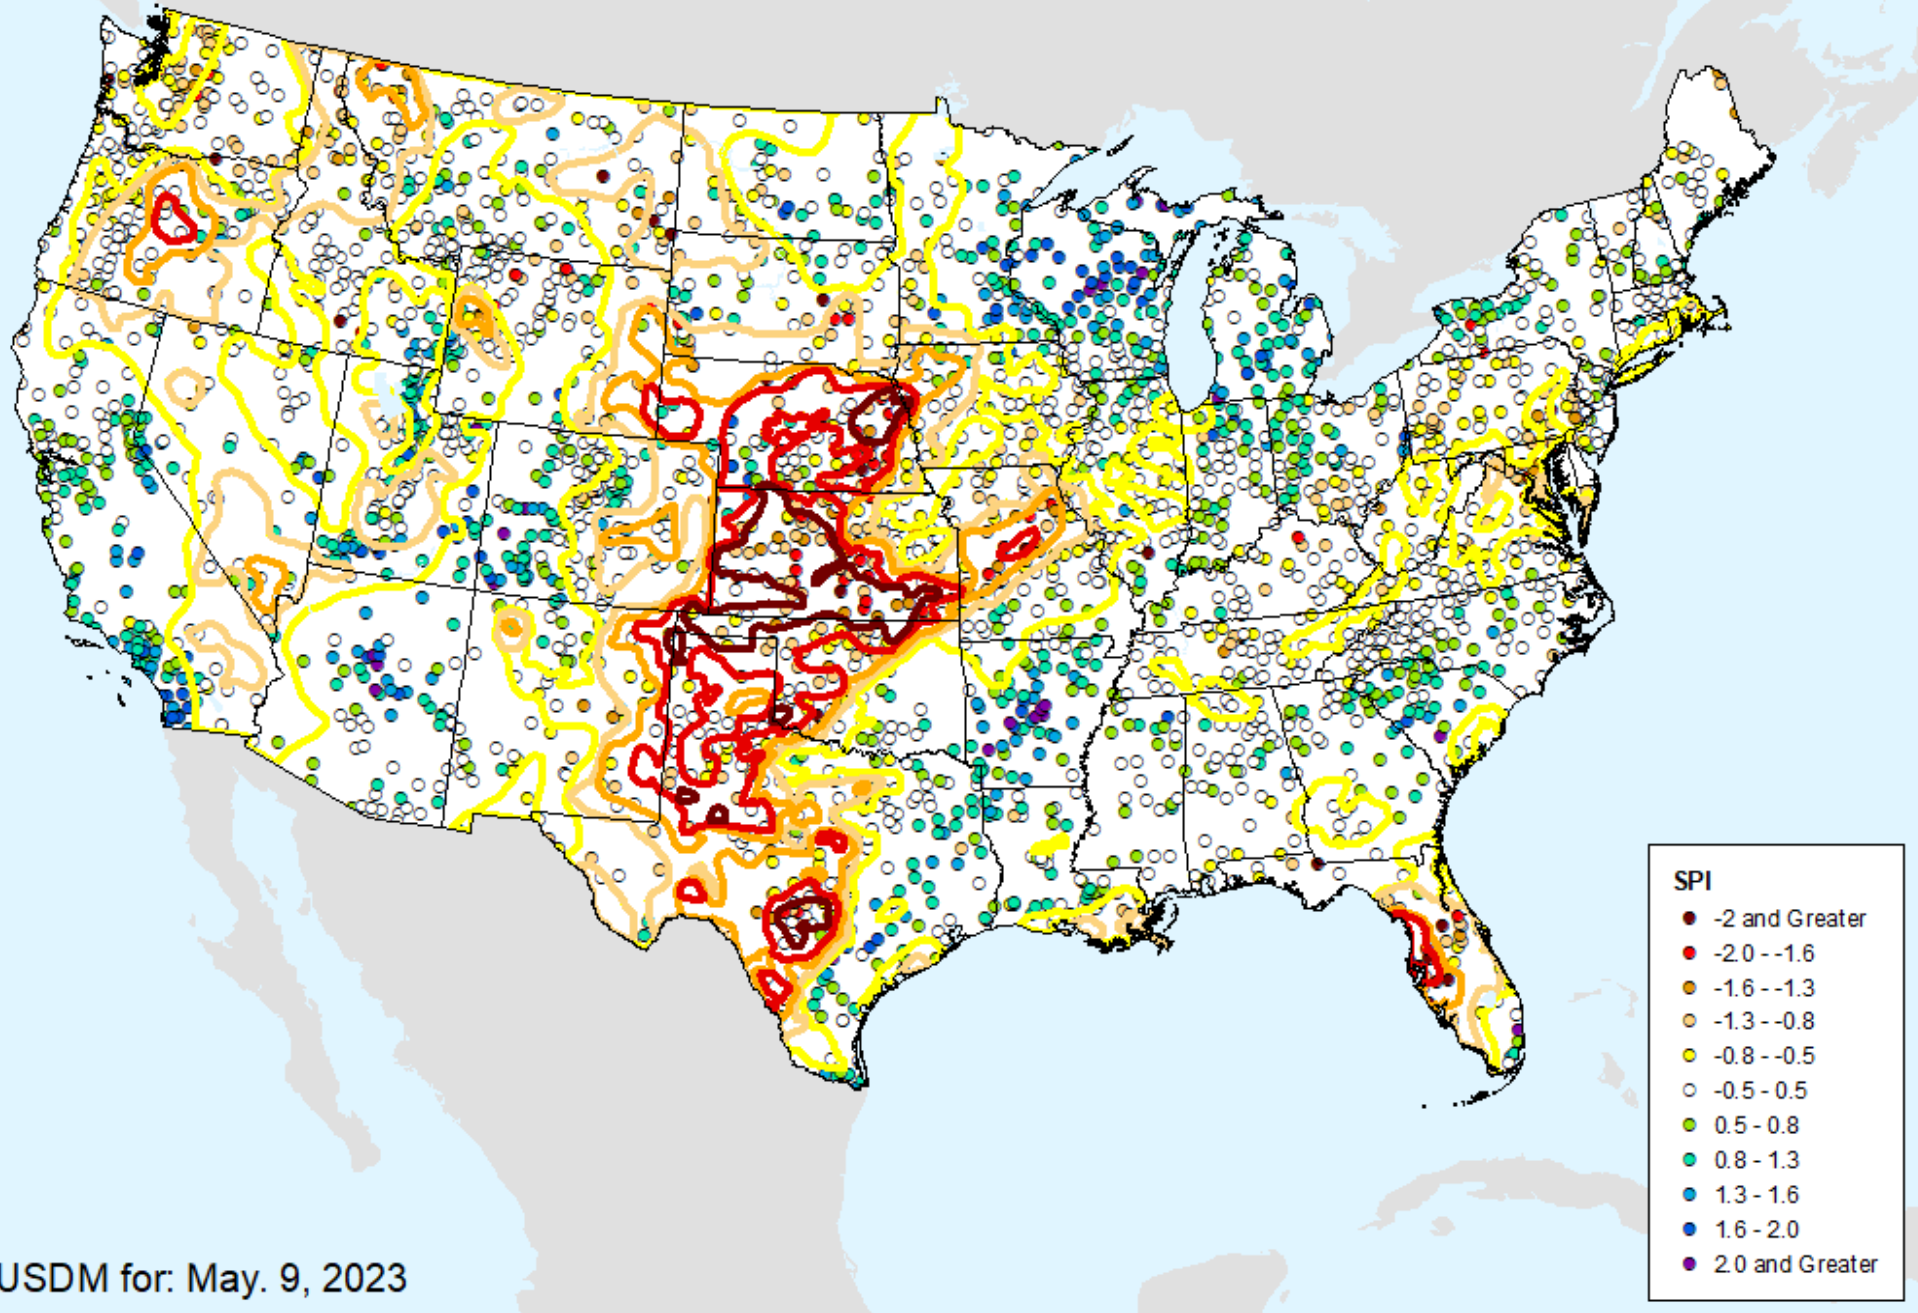 SPI
-2 and Greater
-2.0 - -1.6
-1.6 - -1.3
-1.3 - -0.8
-0.8 - -0.5
-0.5 - 0.5
0.5 - 0.8
0.8 - 1.3
1.3 - 1.6
1.6 - 2.0
2.0 and Greater
USDM for: May. 9, 2023